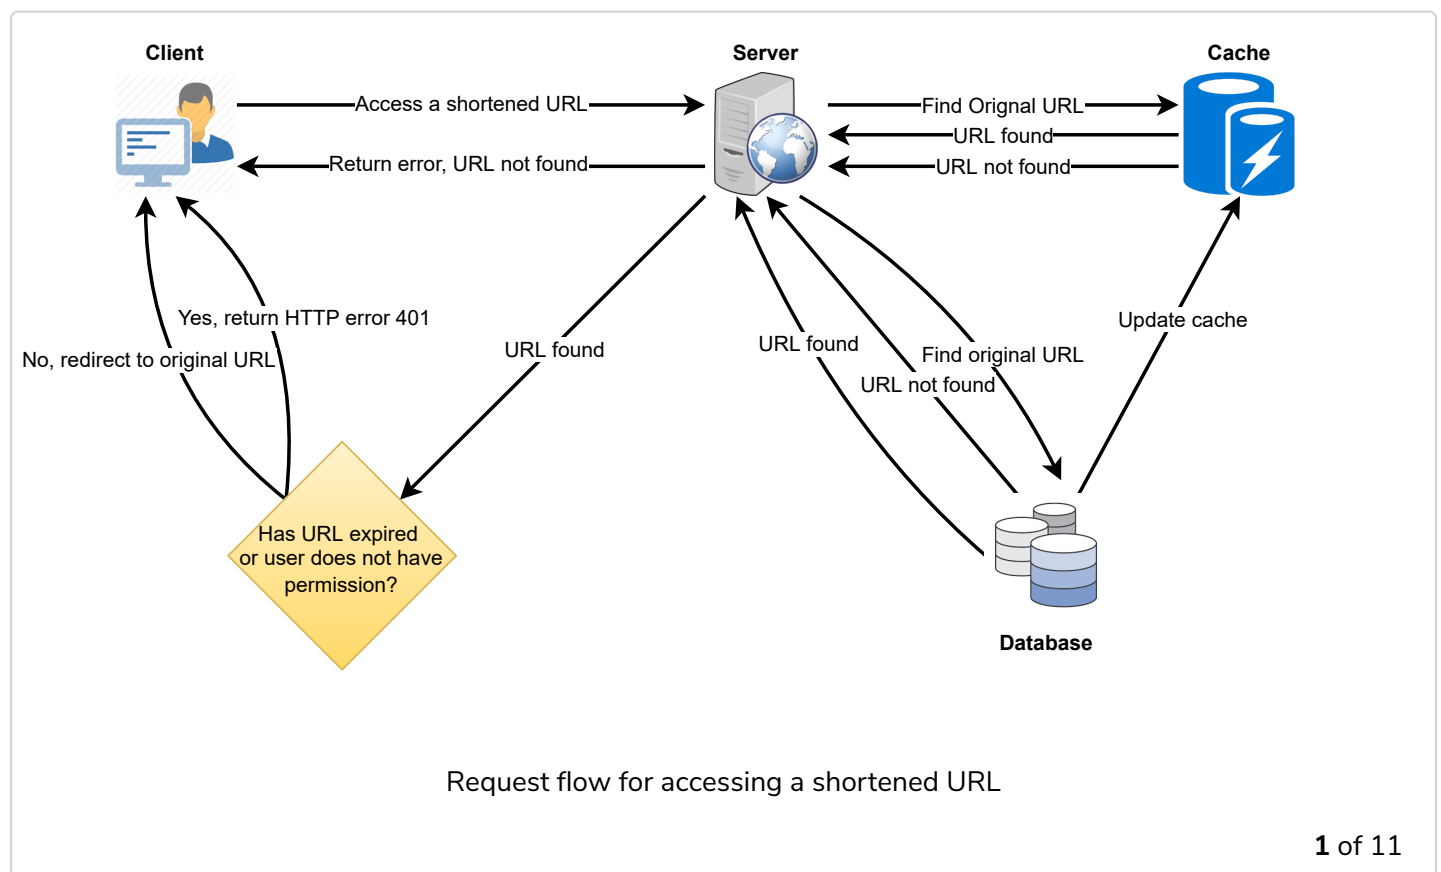 Client
Server
Cache
Access a shortened URL
Find Orignal URL
URL found
Return error, URL not found
URL not found
Yes, return HTTP error 401
Update cache
No, redirect to original URL
URL found
URL found
Find original URL
URL not found
Has URL expired
or user does not have
permission?
Database
Request flow for accessing a shortened URL
1 of 11